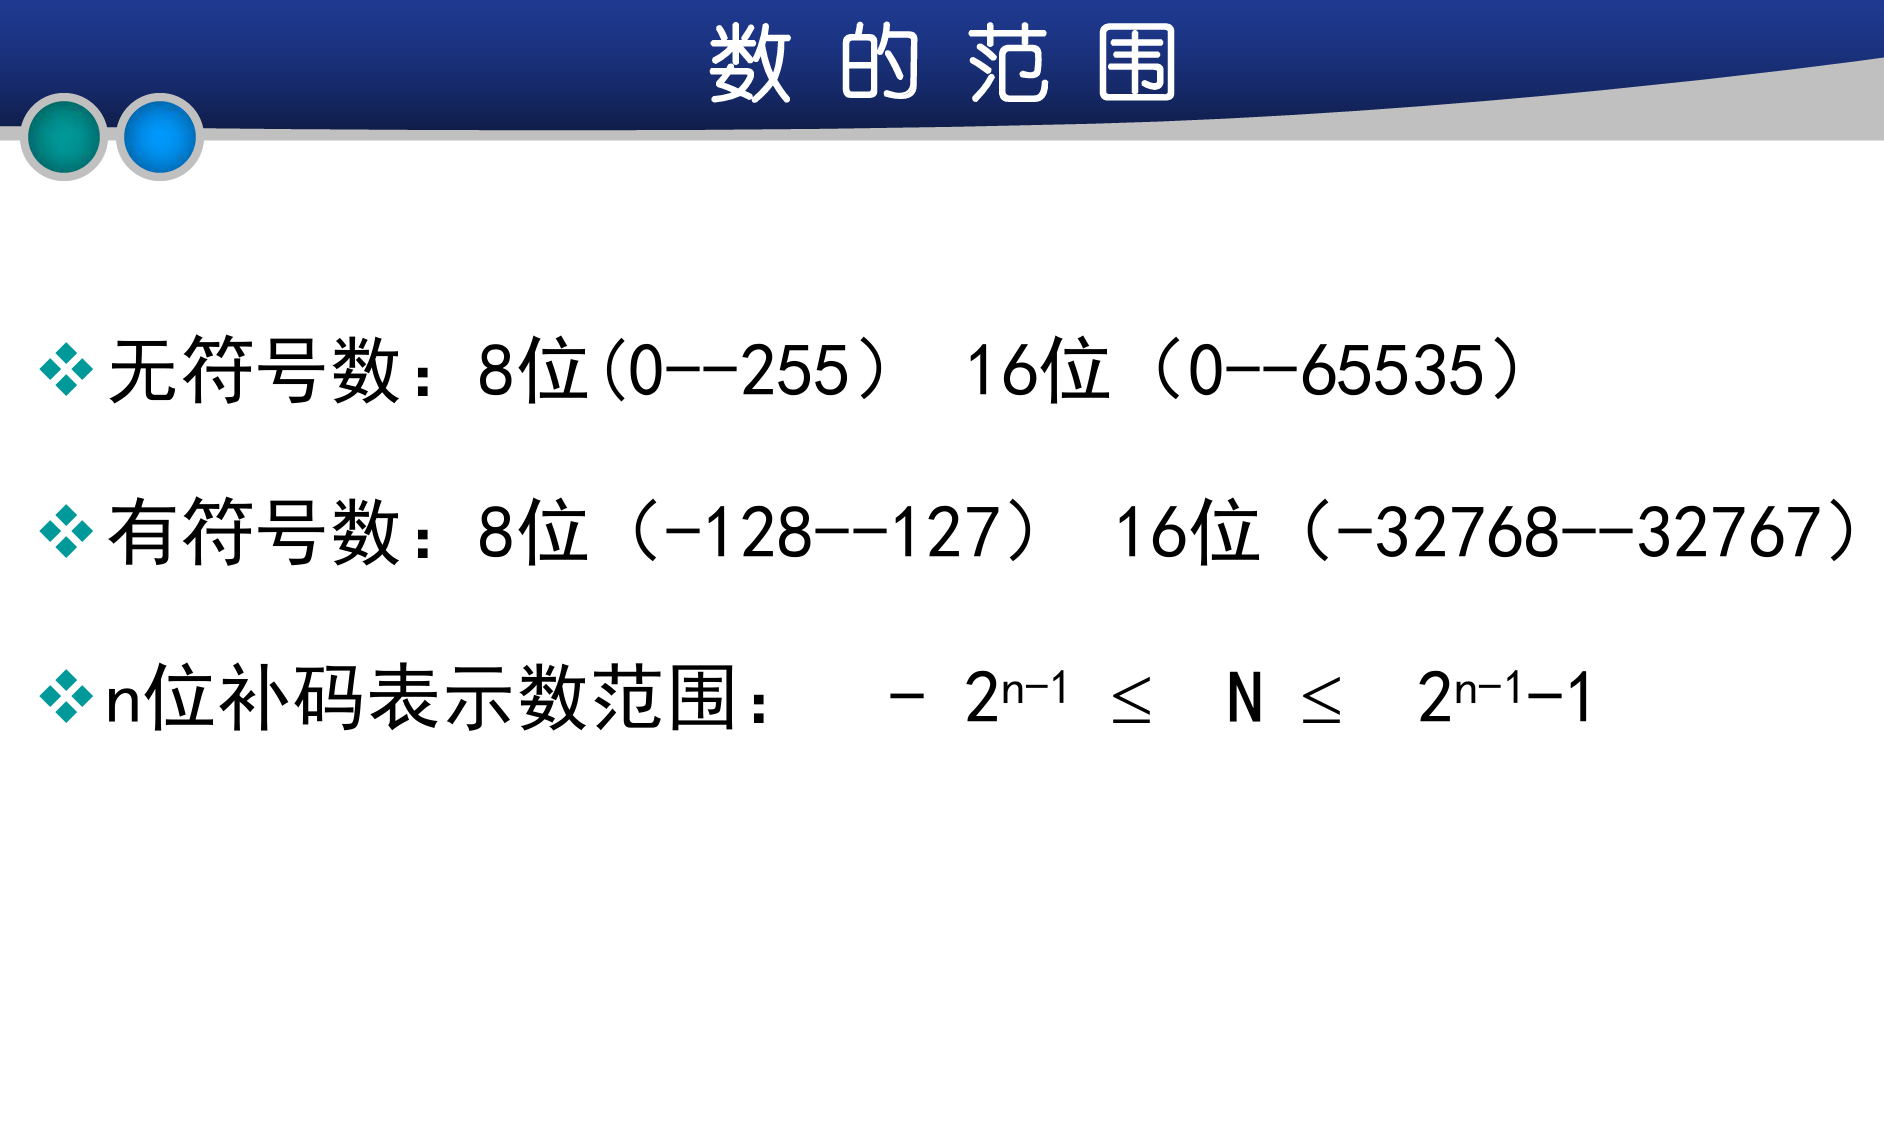 数 的 范 围
无符号数：8位(0--255） 16位（0--65535）
有符号数：8位（-128--127） 16位（-32768--32767）
n位补码表示数范围： - 2ⁿ⁻¹ ≤ N ≤ 2ⁿ⁻¹-1